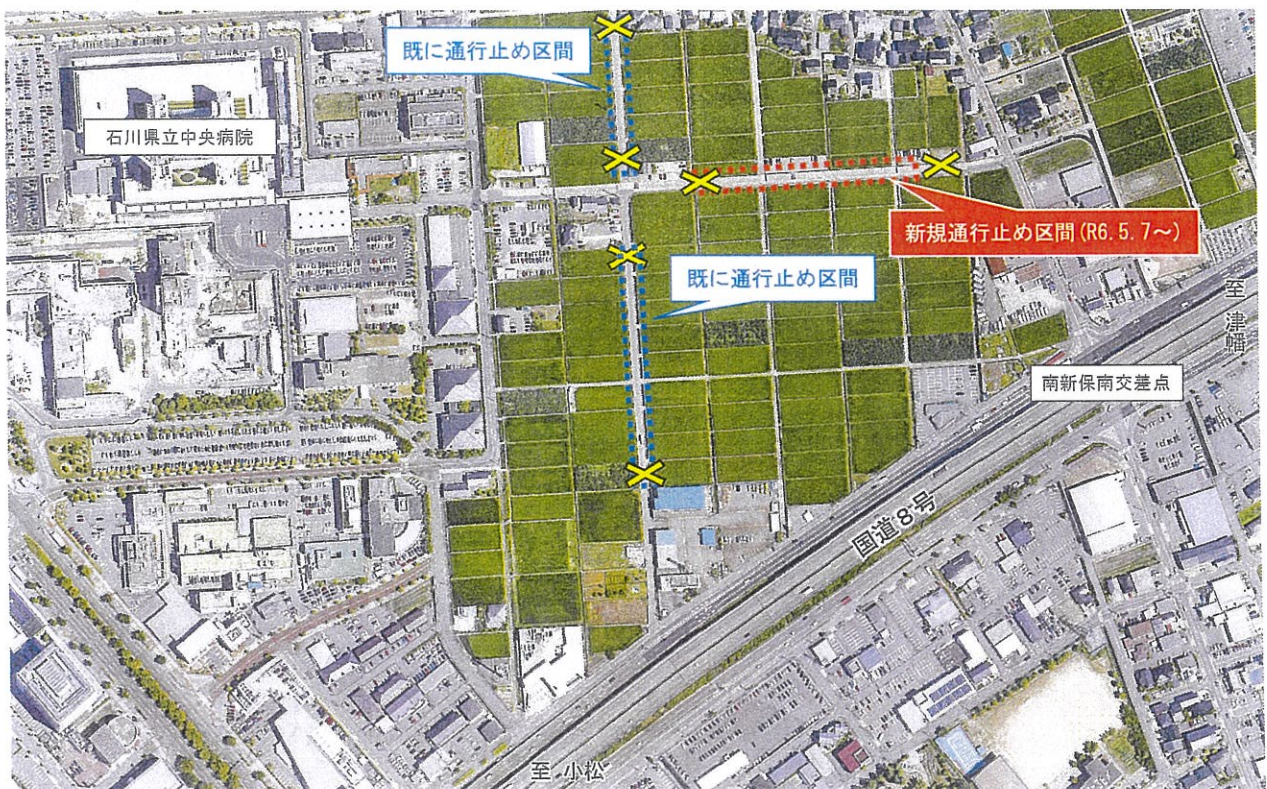 既に通行止め区間
石川県立中央病院
新規通行止め区間(R6.5.7～)
既に通行止め区間
至 津幡
南新保南交差点
国道8号
至 小松